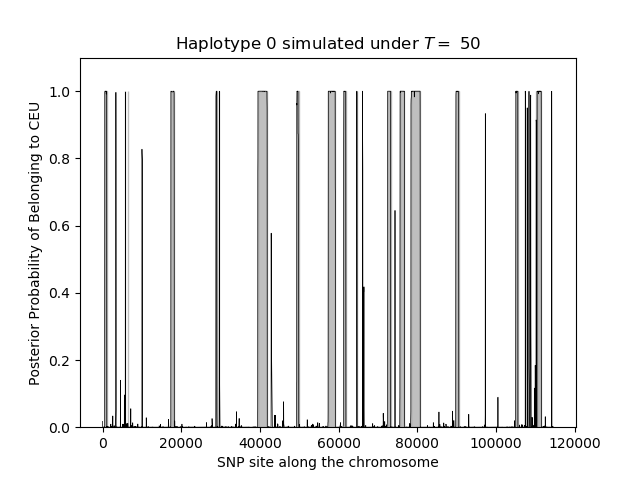 Haplotype 0 simulated under T = 50
Posterior Probability of Belonging to CEU
1.0
0.8
0.6
0.4
0.2
0.0
0 20000 40000 60000 80000 100000 120000
SNP site along the chromosome